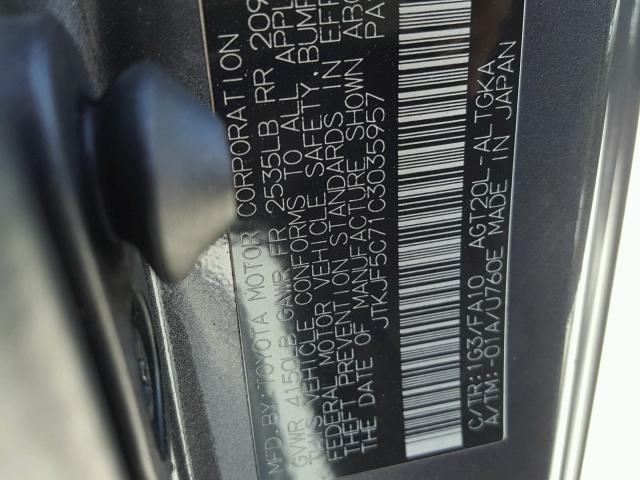 MFD. BY: TOYOTA MOTOR CORPORATION
GVWR 4150LB GAWR FR 2535LB RR 209
THIS VEHICLE CONFORMS TO ALL APPL
FEDERAL MOTOR VEHICLE SAFETY, BUMP
THEFT PREVENTION STANDARDS IN EFF
THE DATE OF MANUFACTURE SHOWN ABO
JTKJF5C71C3035957 PA
C/TR: 1G3/FA10 AGT20L-ALTGKA
A/TM: -01A/U760E MADE IN JAPAN